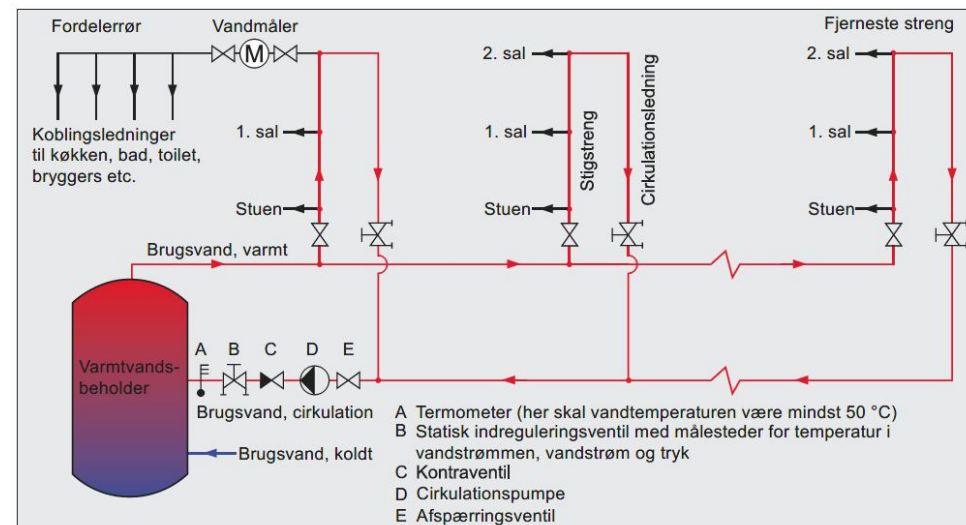 Fordelerrør
Vandmåler
Fjerneste streng
M
2. sal
2. sal
Koblingsledninger
til køkken, bad, toilet,
bryggers etc.
1. sal
1. sal
1. sal
Stigstreng
Cirkulationsledning
Stuen
Stuen
Stuen
Brugsvand, varmt
Varmtvands-
beholder
A B C D E
Brugsvand, cirkulation
Brugsvand, koldt
A Termometer (her skal vandtemperaturen være mindst 50 °C)
B Statisk indreguleringsventil med målesteder for temperatur i
vandstrømmen, vandstrøm og tryk
C Kontraventil
D Cirkulationspumpe
E Afspærringsventil